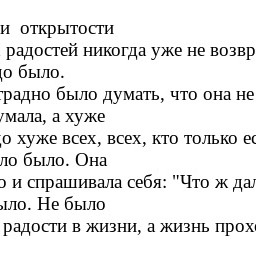 и открытости
радостей никогда уже не возвр
до было.
традно было думать, что она не
умала, а хуже
о хуже всех, всех, кто только ес
ло было. Она
о и спрашивала себя: "Что ж дал
ыло. Не было
радости в жизни, а жизнь прох